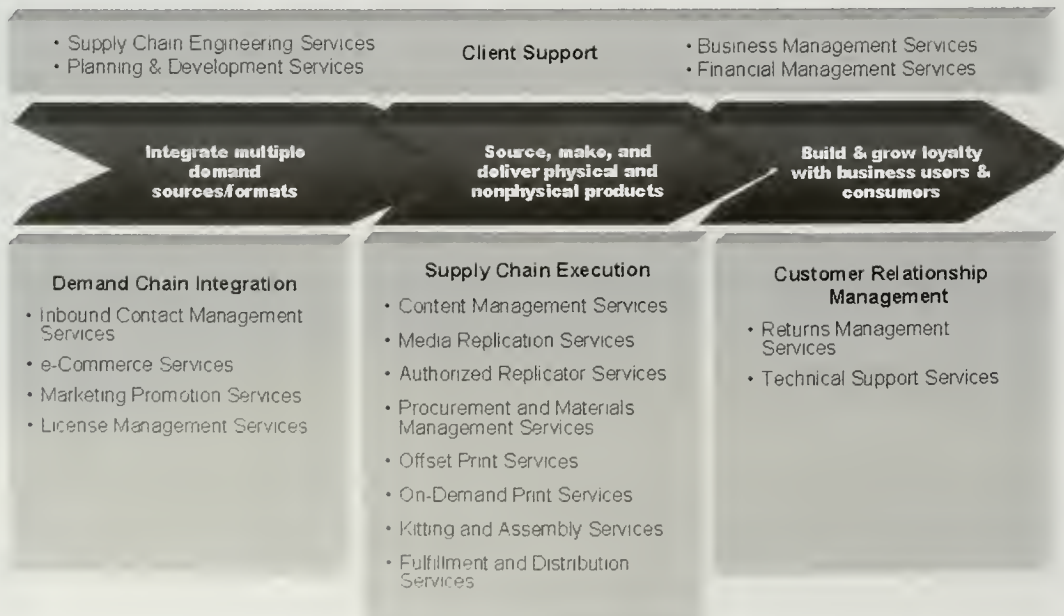 • Supply Chain Engineering Services
• Planning & Development Services
Client Support
• Business Management Services
• Financial Management Services
Integrate multiple
demand
sources/formats
Source, make, and
deliver physical and
nonphysical products
Build & grow loyalty
with business users &
consumers
Demand Chain Integration
• Inbound Contact Management
Services
• e-Commerce Services
• Marketing Promotion Services
• License Management Services
Supply Chain Execution
• Content Management Services
• Media Replication Services
• Authorized Replicator Services
• Procurement and Materials
Management Services
• Offset Print Services
• On-Demand Print Services
• Kitting and Assembly Services
• Fulfillment and Distribution
Services
Customer Relationship
Management
• Returns Management
Services
• Technical Support Services